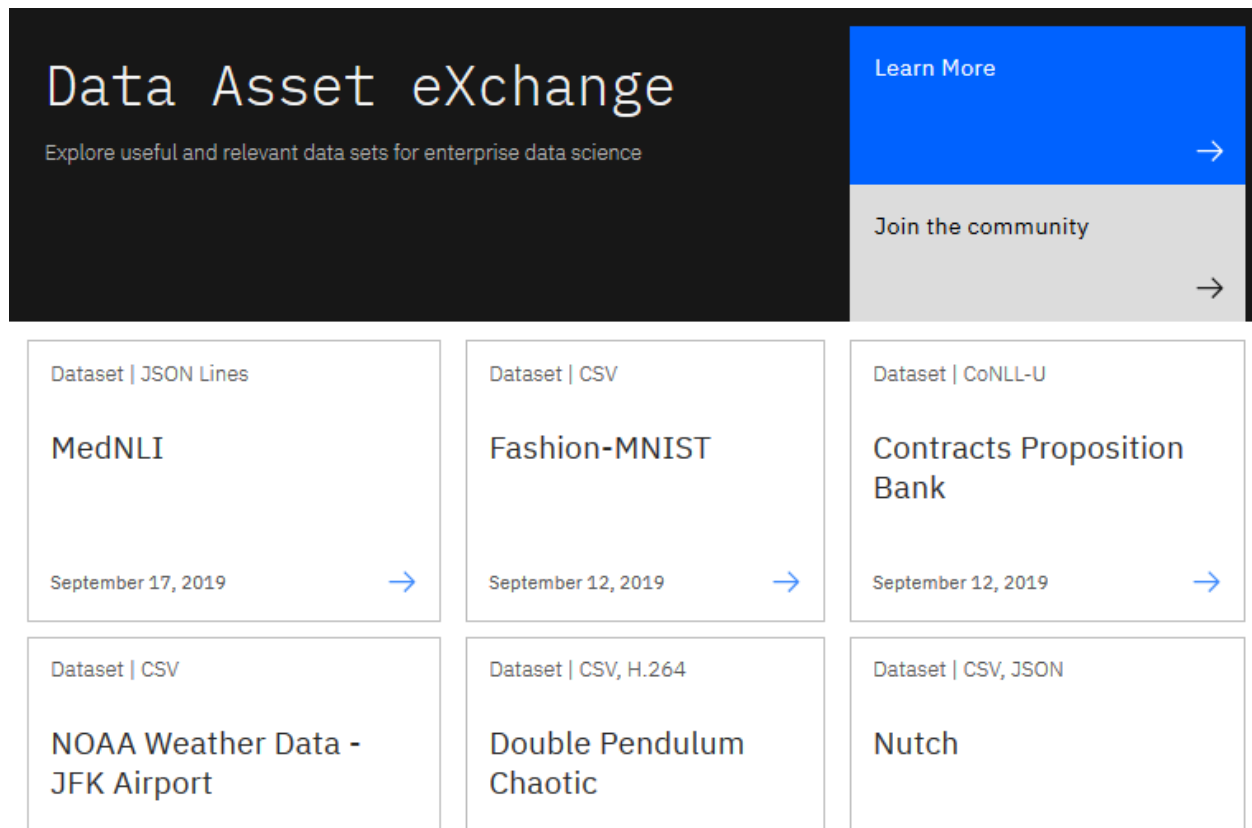 Data Asset eXchange
Explore useful and relevant data sets for enterprise data science
Learn More
Join the community
Dataset | JSON Lines
MedNLI
September 17, 2019
Dataset | CSV
Fashion-MNIST
September 12, 2019
Dataset | CoNLL-U
Contracts Proposition
Bank
September 12, 2019
Dataset | CSV
NOAA Weather Data -
JFK Airport
Dataset | CSV, H.264
Double Pendulum
Chaotic
Dataset | CSV, JSON
Nutch